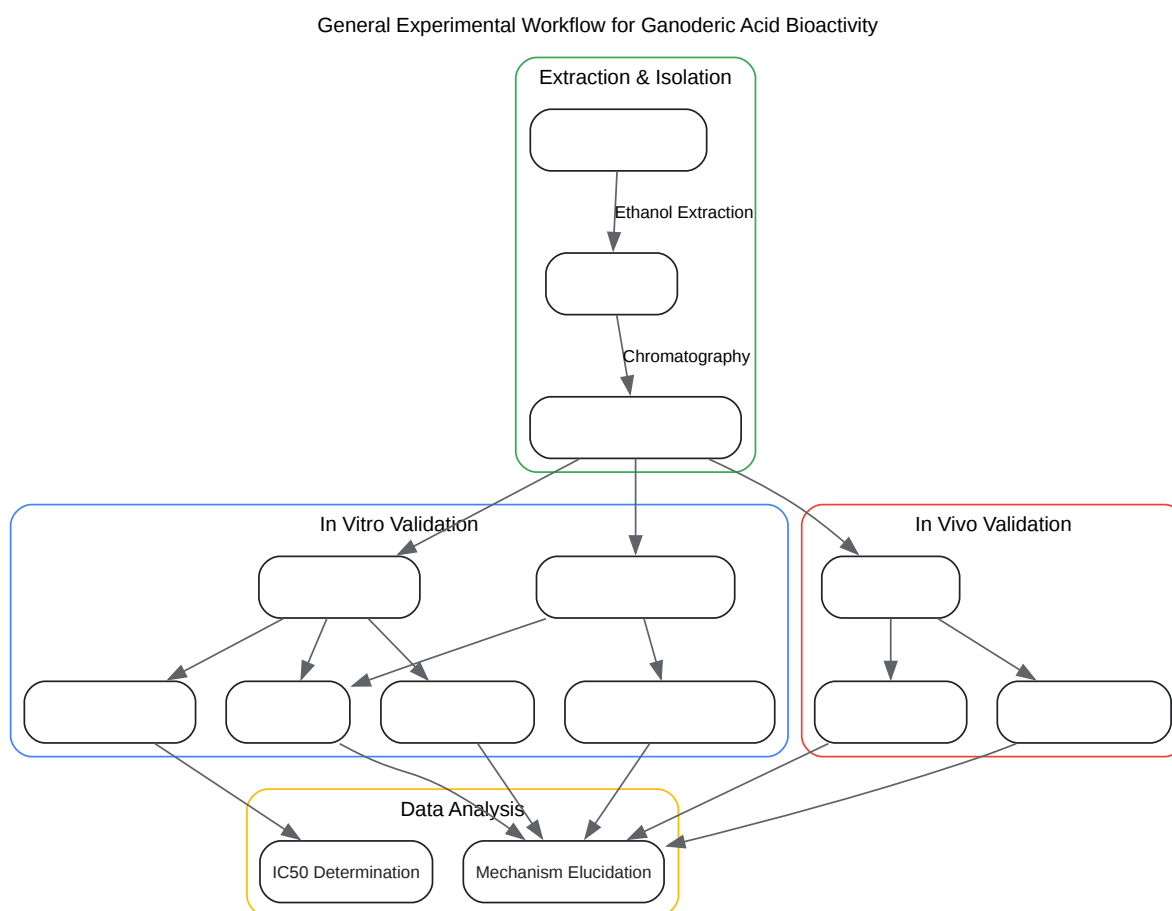 General Experimental Workflow for Ganoderic Acid Bioactivity
Extraction & Isolation
Ethanol Extraction
Chromatography
In Vitro Validation
In Vivo Validation
Data Analysis
IC50 Determination
Mechanism Elucidation